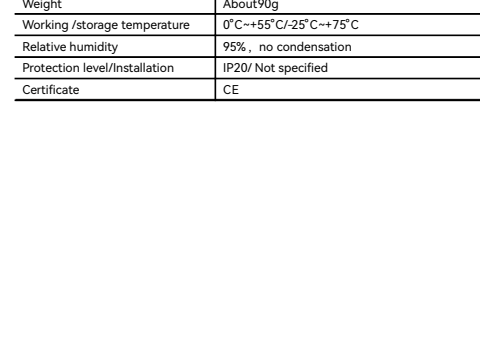 Weight About90g
Working /storage temperature 0°C~+55°C/-25°C~+75°C
Relative humidity 95%，no condensation
Protection level/Installation IP20/ Not specified
Certificate CE